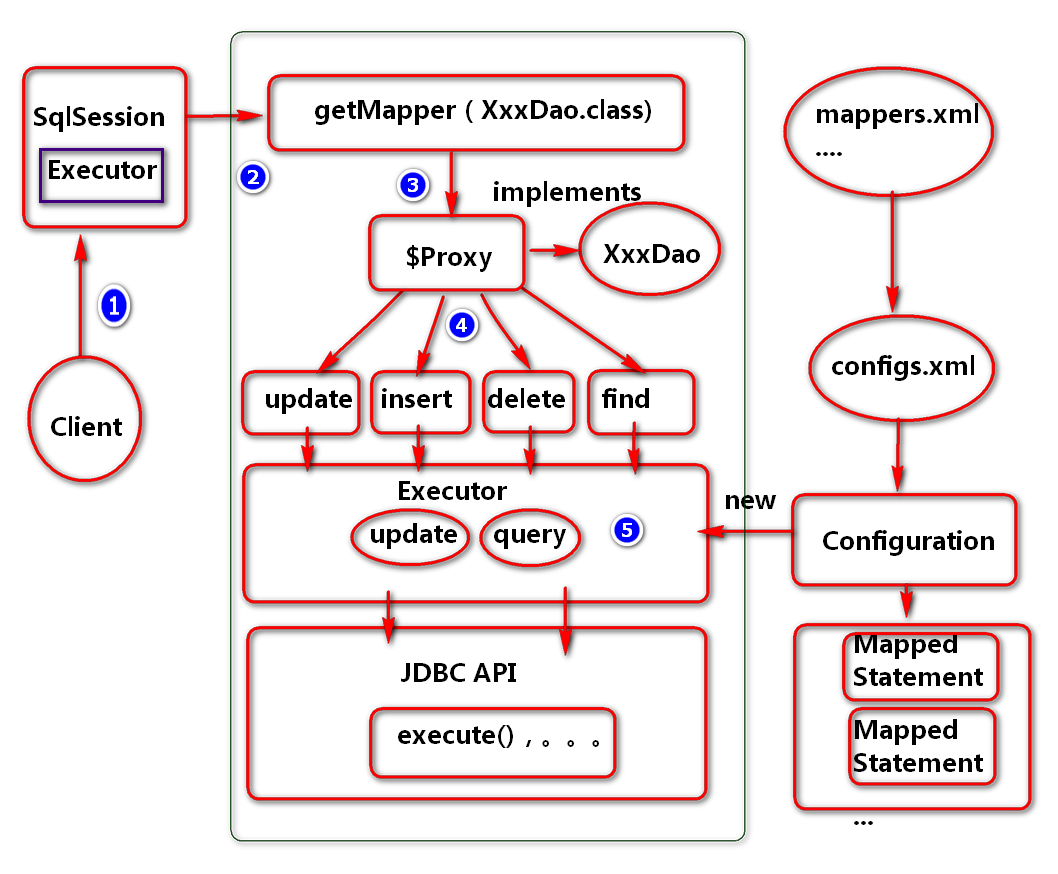 SqlSession
Executor
1
Client
2
getMapper ( XxxDao.class)
3
implements
$Proxy
XxxDao
4
update
insert
delete
find
Executor
update
query
5
new
JDBC API
execute() , 。 。 。
mappers.xml
....
configs.xml
Configuration
Mapped
Statement
Mapped
Statement
...